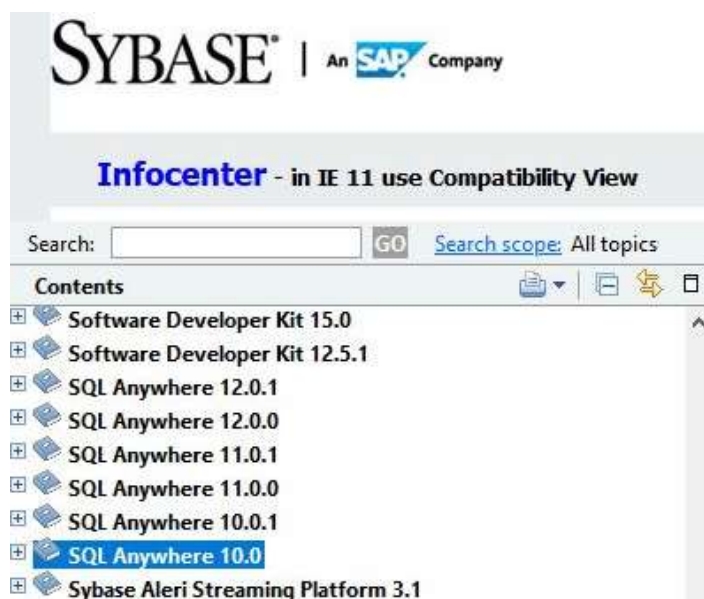 SYBASE® | An SAP Company
Infocenter - in IE 11 use Compatibility View
Search: GO Search scope: All topics
Contents
Software Developer Kit 15.0
Software Developer Kit 12.5.1
SQL Anywhere 12.0.1
SQL Anywhere 12.0.0
SQL Anywhere 11.0.1
SQL Anywhere 11.0.0
SQL Anywhere 10.0.1
SQL Anywhere 10.0
Sybase Aleri Streaming Platform 3.1